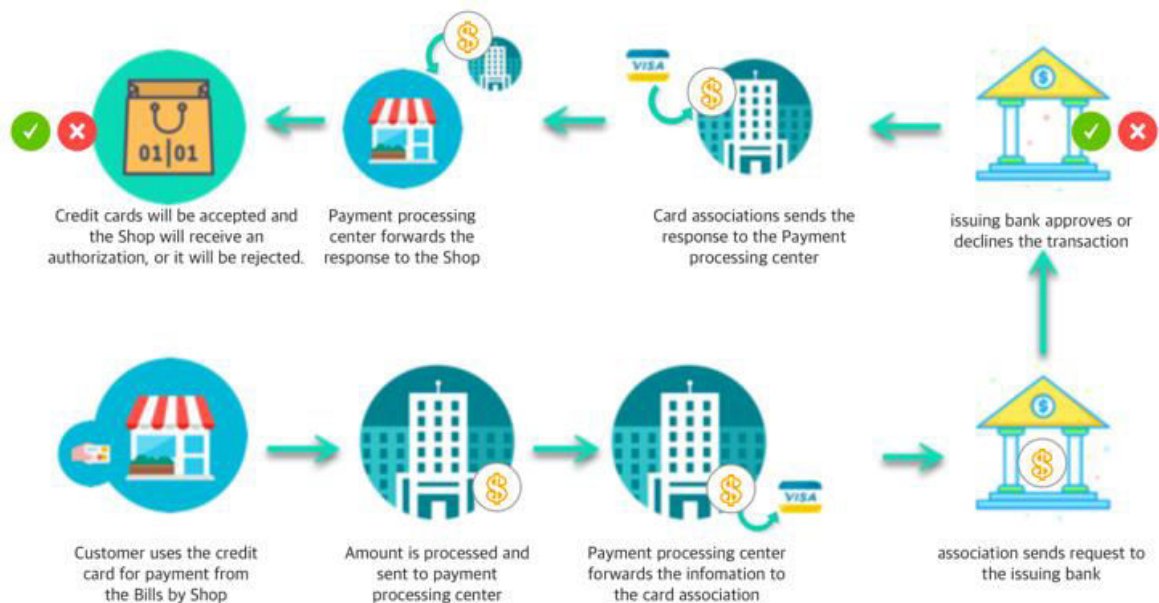 VISA
01|01
Credit cards will be accepted and
the Shop will receive an
authorization, or it will be rejected.
Payment processing
center forwards the
response to the Shop
Card associations sends the
response to the Payment
processing center
issuing bank approves or
declines the transaction
VISA
Customer uses the credit
card for payment from
the Bills by Shop
Amount is processed and
sent to payment
processing center
Payment processing center
forwards the infomation to
the card association
association sends request to
the issuing bank